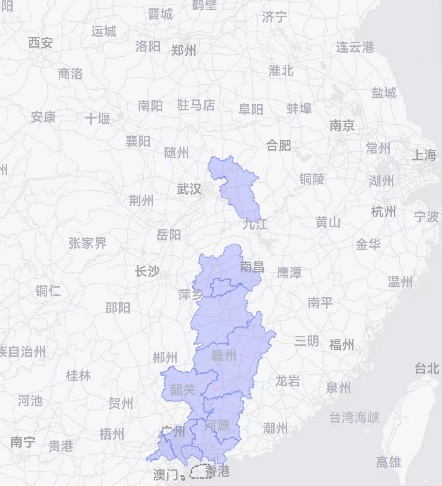 鹤壁
阳
晋城
济宁
运城
西安
洛阳
郑州
连云港
商洛
淮北
盐城
南阳
驻马店
阜阳
蚌埠
安康
十堰
南京
襄阳
合肥
常州
上海
随州
铜陵
湖州
武汉
荆州
杭州
宁波
九江
黄山
岳阳
张家界
金华
长沙
南昌
鹰潭
温州
铜仁
萍乡
邵阳
南平
三明
福州
族自治州
郴州
赣州
台北
桂林
韶关
龙岩
泉州
河池
贺州
台湾海峡
梧州
广州
河源
潮州
南宁
贵港
高雄
澳门
香港